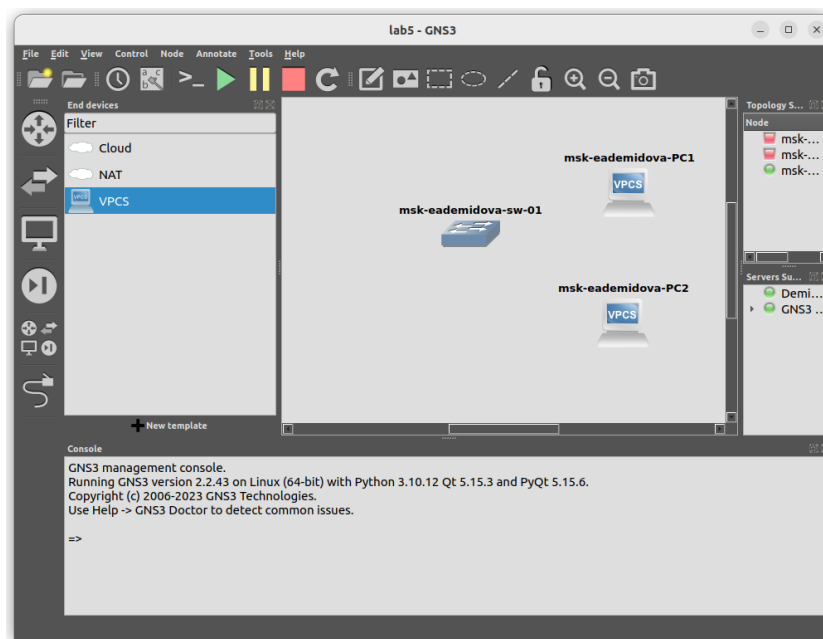 lab5 - GNS3
File Edit View Control Node Annotate Tools Help
End devices
Filter
Cloud
NAT
VPCS
New template
msk-eademidova-PC1
VPCS
msk-eademidova-sw-01
msk-eademidova-PC2
VPCS
Topology S...
Node
msk-...
msk-...
msk-...
Servers Su...
Demi...
GNS3 ...
Console
GNS3 management console.
Running GNS3 version 2.2.43 on Linux (64-bit) with Python 3.10.12 Qt 5.15.3 and PyQt 5.15.6.
Copyright (c) 2006-2023 GNS3 Technologies.
Use Help -> GNS3 Doctor to detect common issues.
=>